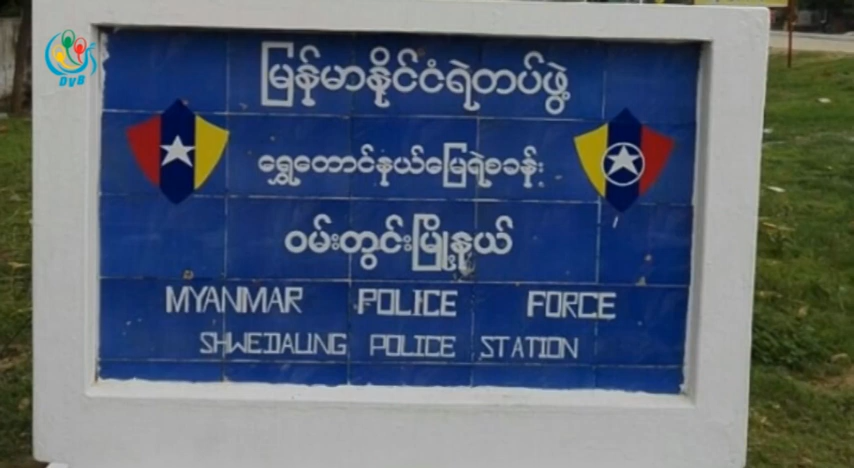 DVB
မြန်မာနိုင်ငံရဲတပ်ဖွဲ့
ရွှေတောင်နယ်မြေရဲစခန်း
ဝမ်းတွင်းမြို့နယ်
MYANMAR POLICE FORCE
SHWEDAUNG POLICE STATION